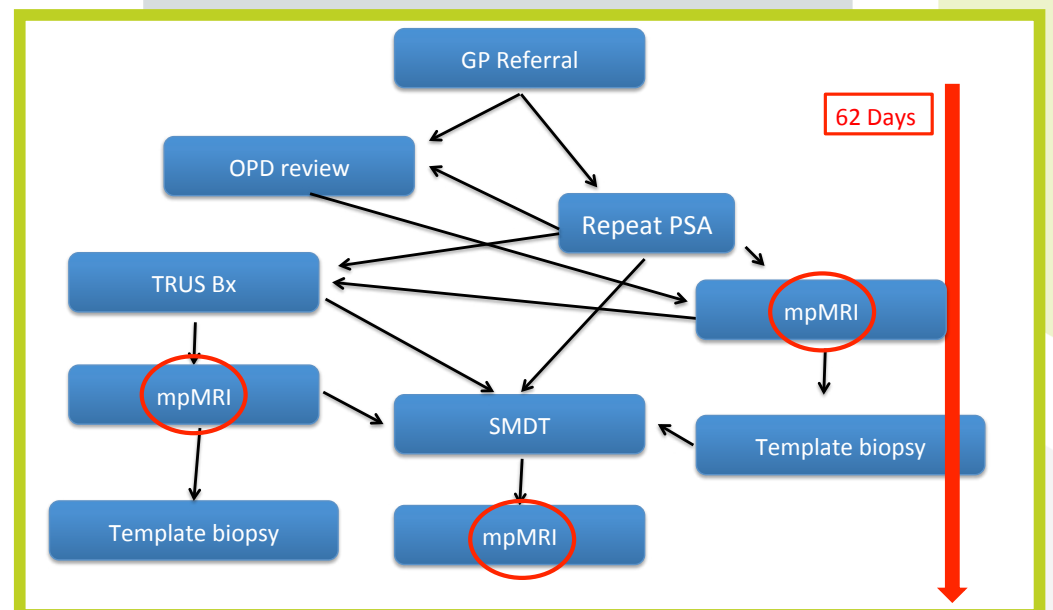 GP Referral
62 Days
OPD review
Repeat PSA
TRUS Bx
mpMRI
mpMRI
SMDT
Template biopsy
Template biopsy
mpMRI